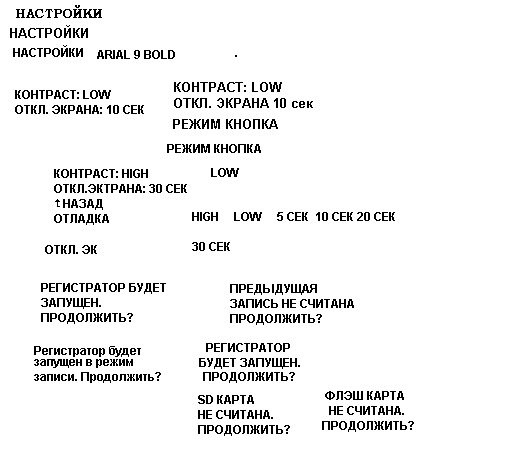 НАСТРОЙКИ
НАСТРОЙКИ
НАСТРОЙКИ ARIAL 9 BOLD .
КОНТРАСТ: LOW
ОТКЛ. ЭКРАНА: 10 СЕК
КОНТРАСТ: LOW
ОТКЛ. ЭКРАНА 10 сек
РЕЖИМ КНОПКА
РЕЖИМ КНОПКА
КОНТРАСТ: HIGH LOW
ОТКЛ.ЭКТРАНА: 30 СЕК
↑НАЗАД
ОТЛАДКА
HIGH LOW 5 СЕК 10 СЕК 20 СЕК
ОТКЛ. ЭК
30 СЕК
РЕГИСТРАТОР БУДЕТ
ЗАПУЩЕН.
ПРОДОЛЖИТЬ?
ПРЕДЫДУЩАЯ
ЗАПИСЬ НЕ СЧИТАНА
ПРОДОЛЖИТЬ?
Регистратор будет
запущен в режим
записи. Продолжить?
РЕГИСТРАТОР
БУДЕТ ЗАПУЩЕН.
ПРОДОЛЖИТЬ?
SD КАРТА
НЕ СЧИТАНА.
ПРОДОЛЖИТЬ?
ФЛЭШ КАРТА
НЕ СЧИТАНА.
ПРОДОЛЖИТЬ?